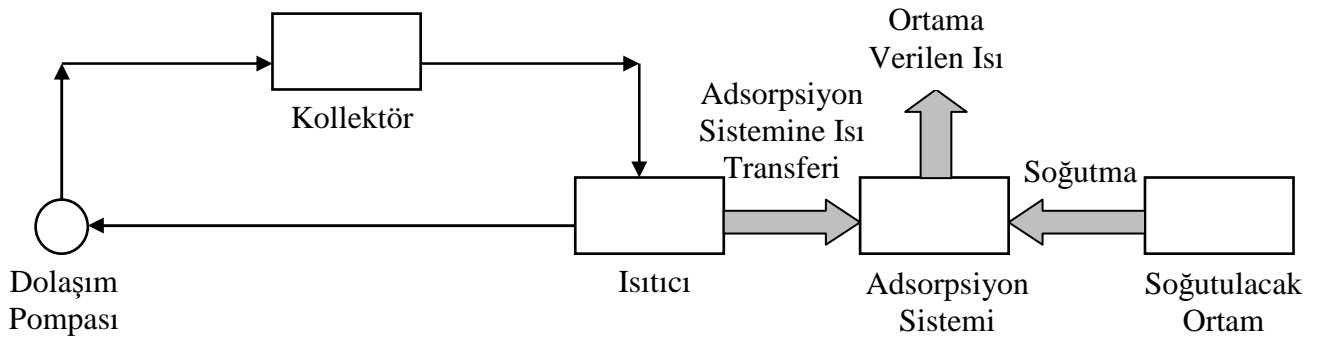 Ortama
Verilen Isı
Kollektör
Adsorpsiyon
Sistemine Isı
Transferi
Soğutma
Dolaşım
Pompası
Isıtıcı
Adsorpsiyon
Sistemi
Soğutulacak
Ortam